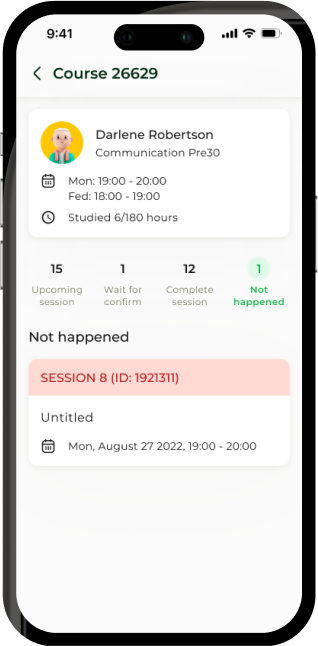 9:41
Course 26629
Darlene Robertson
Communication Pre30
Mon: 19:00 - 20:00
Fed: 18:00 - 19:00
Studied 6/180 hours
15
Upcoming
session
1
Wait for
confirm
12
Complete
session
1
Not
happened
Not happened
SESSION 8 (ID: 1921311)
Untitled
Mon, August 27 2022, 19:00 - 20:00